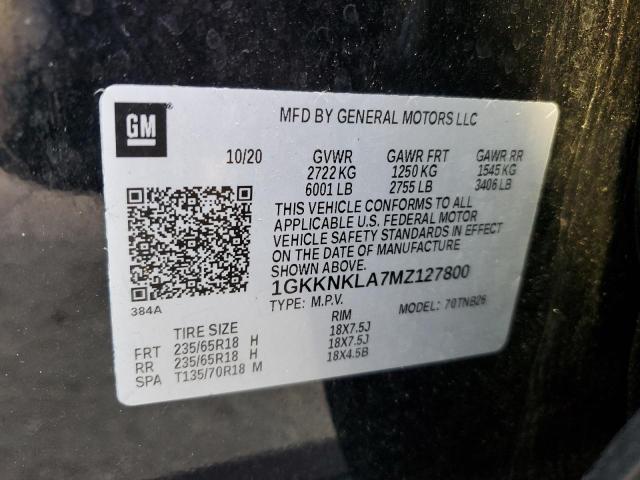 GM
MFD BY GENERAL MOTORS LLC
10/20 GVWR GAWR FRT GAWR RR
2722 KG 1250 KG 1545 KG
6001 LB 2755 LB 3406 LB
THIS VEHICLE CONFORMS TO ALL
APPLICABLE U.S. FEDERAL MOTOR
VEHICLE SAFETY STANDARDS IN EFFECT
ON THE DATE OF MANUFACTURE
SHOWN ABOVE.
1GKKNKLA7MZ127800
384A TYPE: M.P.V. MODEL: 70TNB26
TIRE SIZE RIM
FRT 235/65R18 H 18X7.5J
RR 235/65R18 H 18X7.5J
SPA T135/70R18 M 18X4.5B